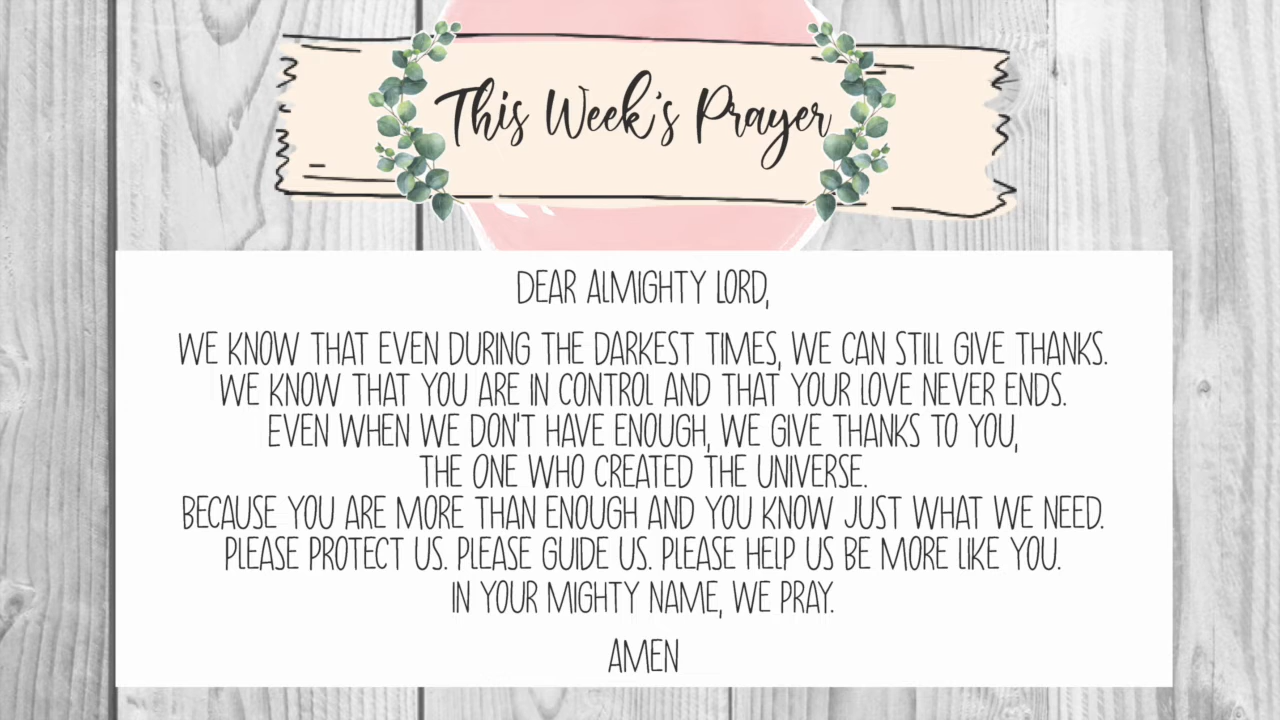 This Week's Prayer
DEAR ALMIGHTY LORD,
WE KNOW THAT EVEN DURING THE DARKEST TIMES, WE CAN STILL GIVE THANKS.
WE KNOW THAT YOU ARE IN CONTROL AND THAT YOUR LOVE NEVER ENDS.
EVEN WHEN WE DON'T HAVE ENOUGH, WE GIVE THANKS TO YOU,
THE ONE WHO CREATED THE UNIVERSE.
BECAUSE YOU ARE MORE THAN ENOUGH AND YOU KNOW JUST WHAT WE NEED.
PLEASE PROTECT US. PLEASE GUIDE US. PLEASE HELP US BE MORE LIKE YOU.
IN YOUR MIGHTY NAME, WE PRAY.
AMEN